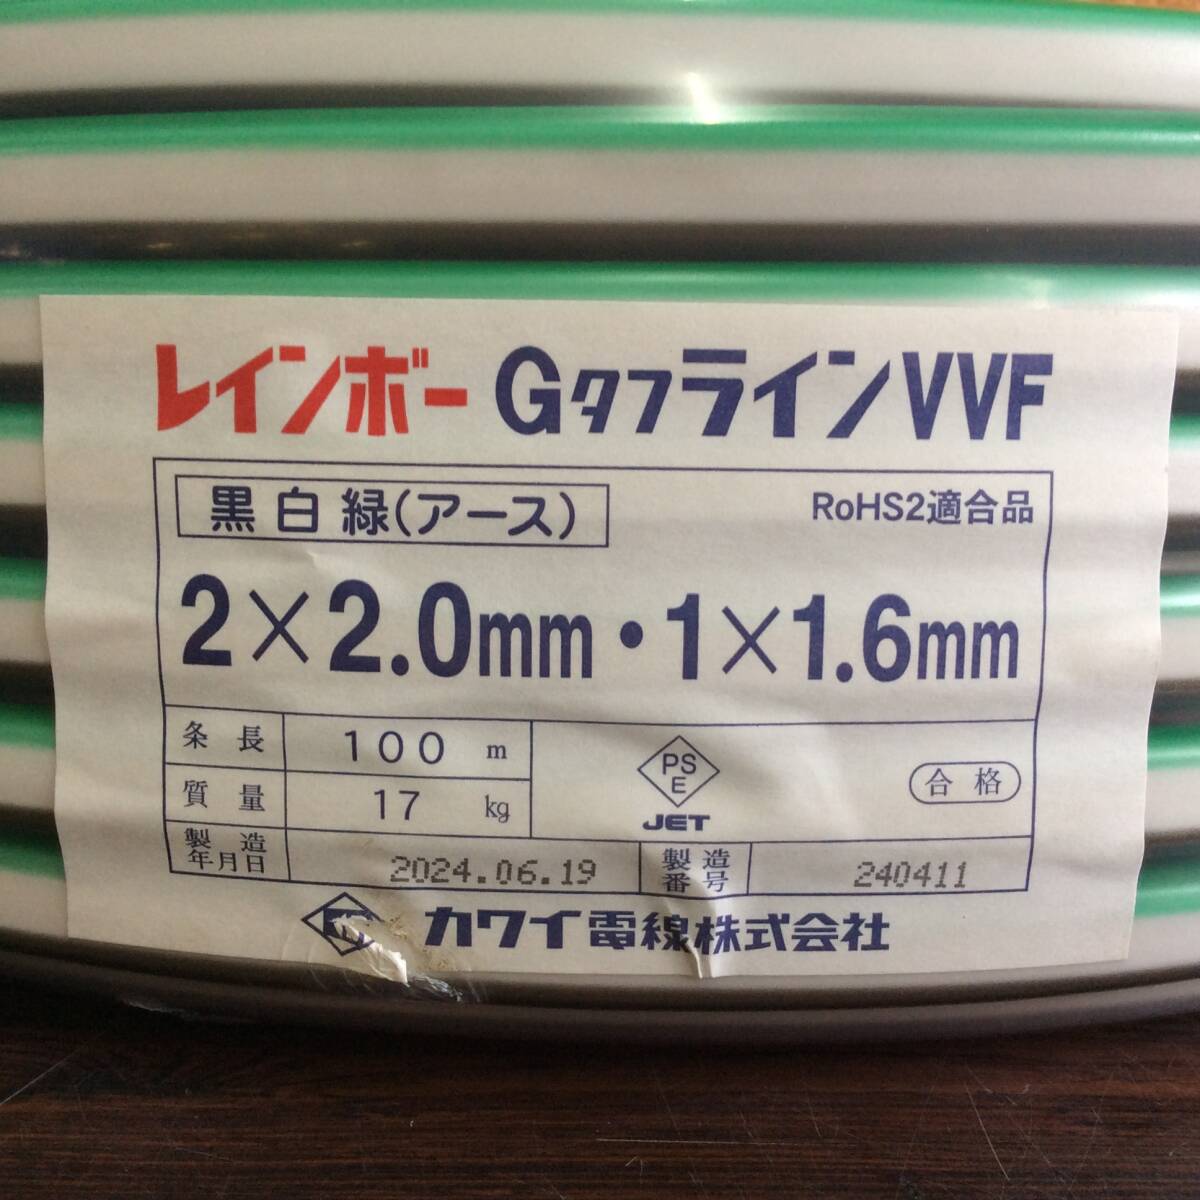 レインボー GタフラインVVF
黒 白 緑(アース)
RoHS2適合品
2×2.0mm・1×1.6mm
条長 100 m
質量 17 kg
PS
E
JET
合格
製造年月日 2024.06.19
製造番号 240411
カワイ電線株式会社